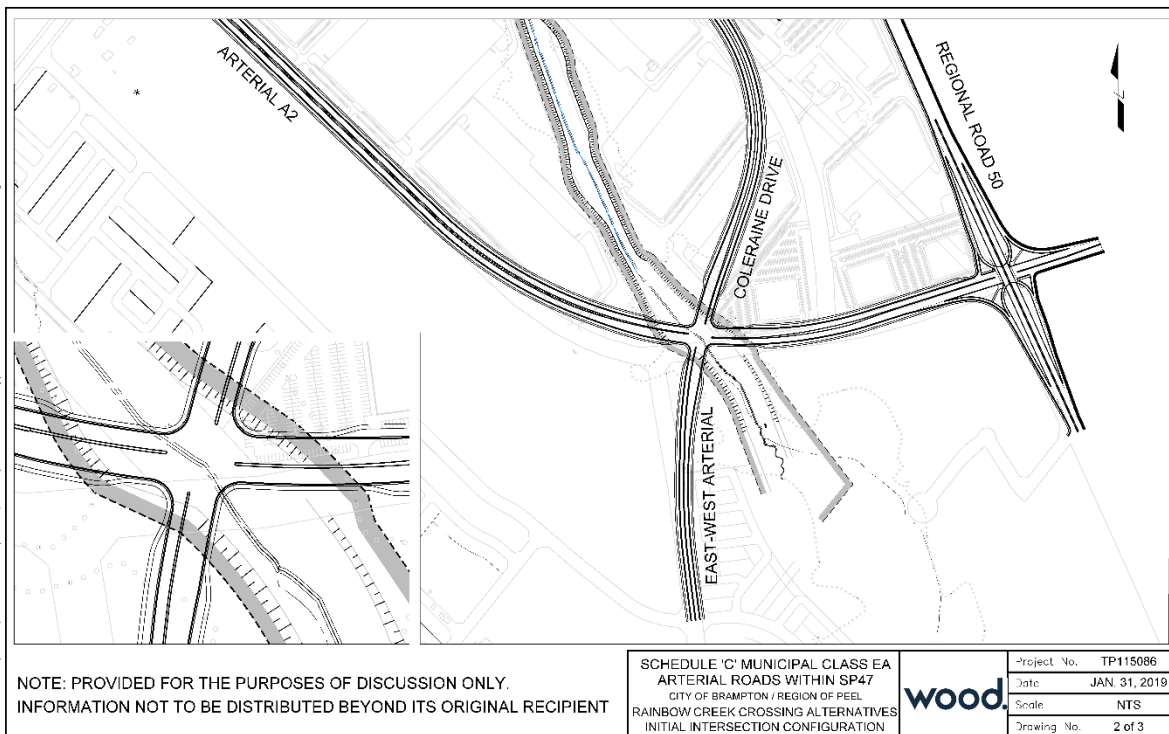 ARTERIAL A2
COLERAINE DRIVE
REGIONAL ROAD 50
EAST-WEST ARTERIAL
NOTE: PROVIDED FOR THE PURPOSES OF DISCUSSION ONLY.
INFORMATION NOT TO BE DISTRIBUTED BEYOND ITS ORIGINAL RECIPIENT
SCHEDULE 'C' MUNICIPAL CLASS EA
ARTERIAL ROADS WITHIN SP47
CITY OF BRAMPTON / REGION OF PEEL
RAINBOW CREEK CROSSING ALTERNATIVES
INITIAL INTERSECTION CONFIGURATION
wood.
Project No. TP115086
Date JAN. 31, 2019
Scale NTS
Drawing No. 2 of 3